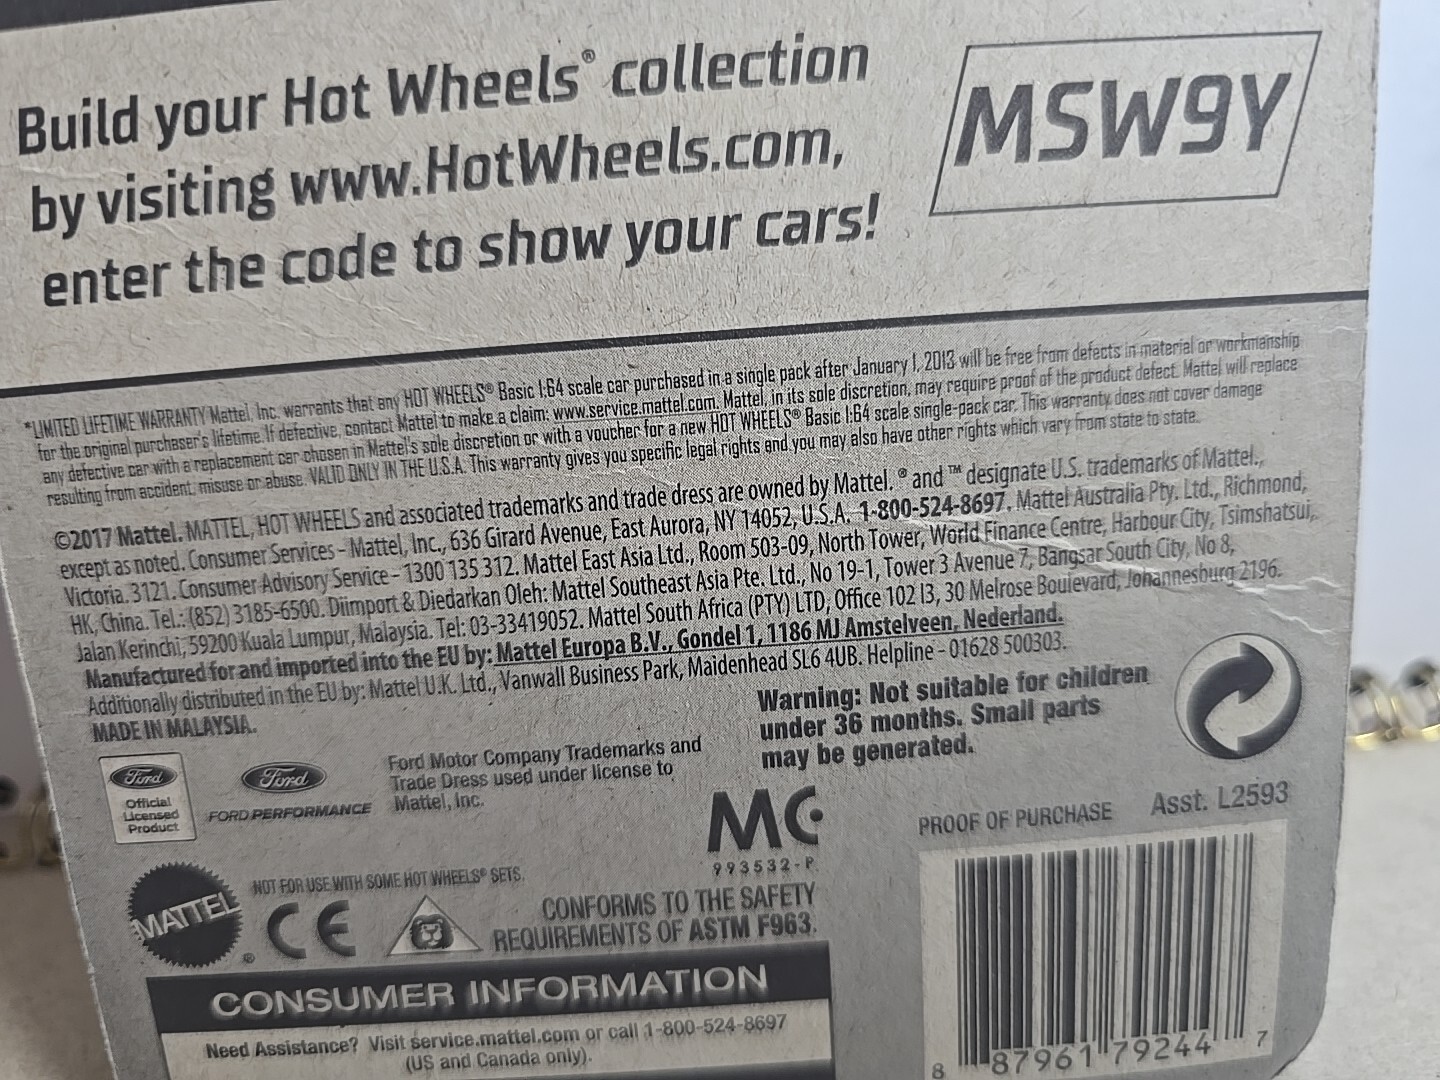 Build your Hot Wheels® collection
by visiting www.HotWheels.com,
enter the code to show your cars!
MSW9Y
*LIMITED LIFETIME WARRANTY Mattel, Inc. warrants that any HOT WHEELS® Basic 1:64 scale car purchased in a single pack after January 1, 2013 will be free from defects in material or workmanship
for the original purchaser's lifetime. If defective, contact Mattel to make a claim: www.service.mattel.com. Mattel, in its sole discretion, may require proof of the product defect. Mattel will replace
any defective car with a replacement car chosen in Mattel's sole discretion or with a voucher for a new HOT WHEELS® Basic 1:64 scale single-pack car. This warranty does not cover damage
resulting from accident, misuse or abuse. VALID ONLY IN THE U.S.A. This warranty gives you specific legal rights and you may also have other rights which vary from state to state.
©2017 Mattel. MATTEL, HOT WHEELS and associated trademarks and trade dress are owned by Mattel. ® and ™ designate U.S. trademarks of Mattel,
except as noted. Consumer Services – Mattel, Inc., 636 Girard Avenue, East Aurora, NY 14052, U.S.A. 1-800-524-8697. Mattel Australia Pty. Ltd., Richmond,
Victoria. 3121. Consumer Advisory Service – 1300 135 312. Mattel East Asia Ltd., Room 503-09, North Tower, World Finance Centre, Harbour City, Tsimshatsui,
HK, China. Tel.: (852) 3185-6500. Diimport & Diedarkan Oleh: Mattel Southeast Asia Pte. Ltd., No 19-1, Tower 3 Avenue 7, Bangsar South City, No 8,
Jalan Kerinchi, 59200 Kuala Lumpur, Malaysia. Tel: 03-33419052. Mattel South Africa (PTY) LTD, Office 102 I3, 30 Melrose Boulevard, Johannesburg 2196.
Manufactured for and imported into the EU by: Mattel Europa B.V., Gondel 1, 1186 MJ Amstelveen, Nederland.
Additionally distributed in the EU by: Mattel U.K. Ltd., Vanwall Business Park, Maidenhead SL6 4UB. Helpline – 01628 500303.
MADE IN MALAYSIA.
Warning: Not suitable for children
under 36 months. Small parts
may be generated.
Ford
Official
Licensed
Product
Ford
FORD PERFORMANCE
Ford Motor Company Trademarks and
Trade Dress used under license to
Mattel, Inc.
MC
993532-P
PROOF OF PURCHASE
Asst. L2593
MATTEL®
NOT FOR USE WITH SOME HOT WHEELS® SETS.
CE
CONFORMS TO THE SAFETY
REQUIREMENTS OF ASTM F963.
CONSUMER INFORMATION
Need Assistance? Visit service.mattel.com or call 1-800-524-8697
(US and Canada only).
8 87961 79244 7